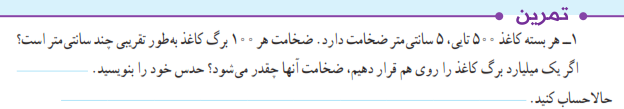 تمرین
۱ــ هر بسته کاغذ ۵۰۰ تایی، ۵ سانتی‌متر ضخامت دارد. ضخامت هر ۱۰۰ برگ کاغذ به‌طور تقریبی چند سانتی‌متر است؟
اگر یک میلیارد برگ کاغذ را روی هم قرار دهیم، ضخامت آنها چقدر می‌شود؟ حدس خود را بنویسید.
حالا حساب کنید.